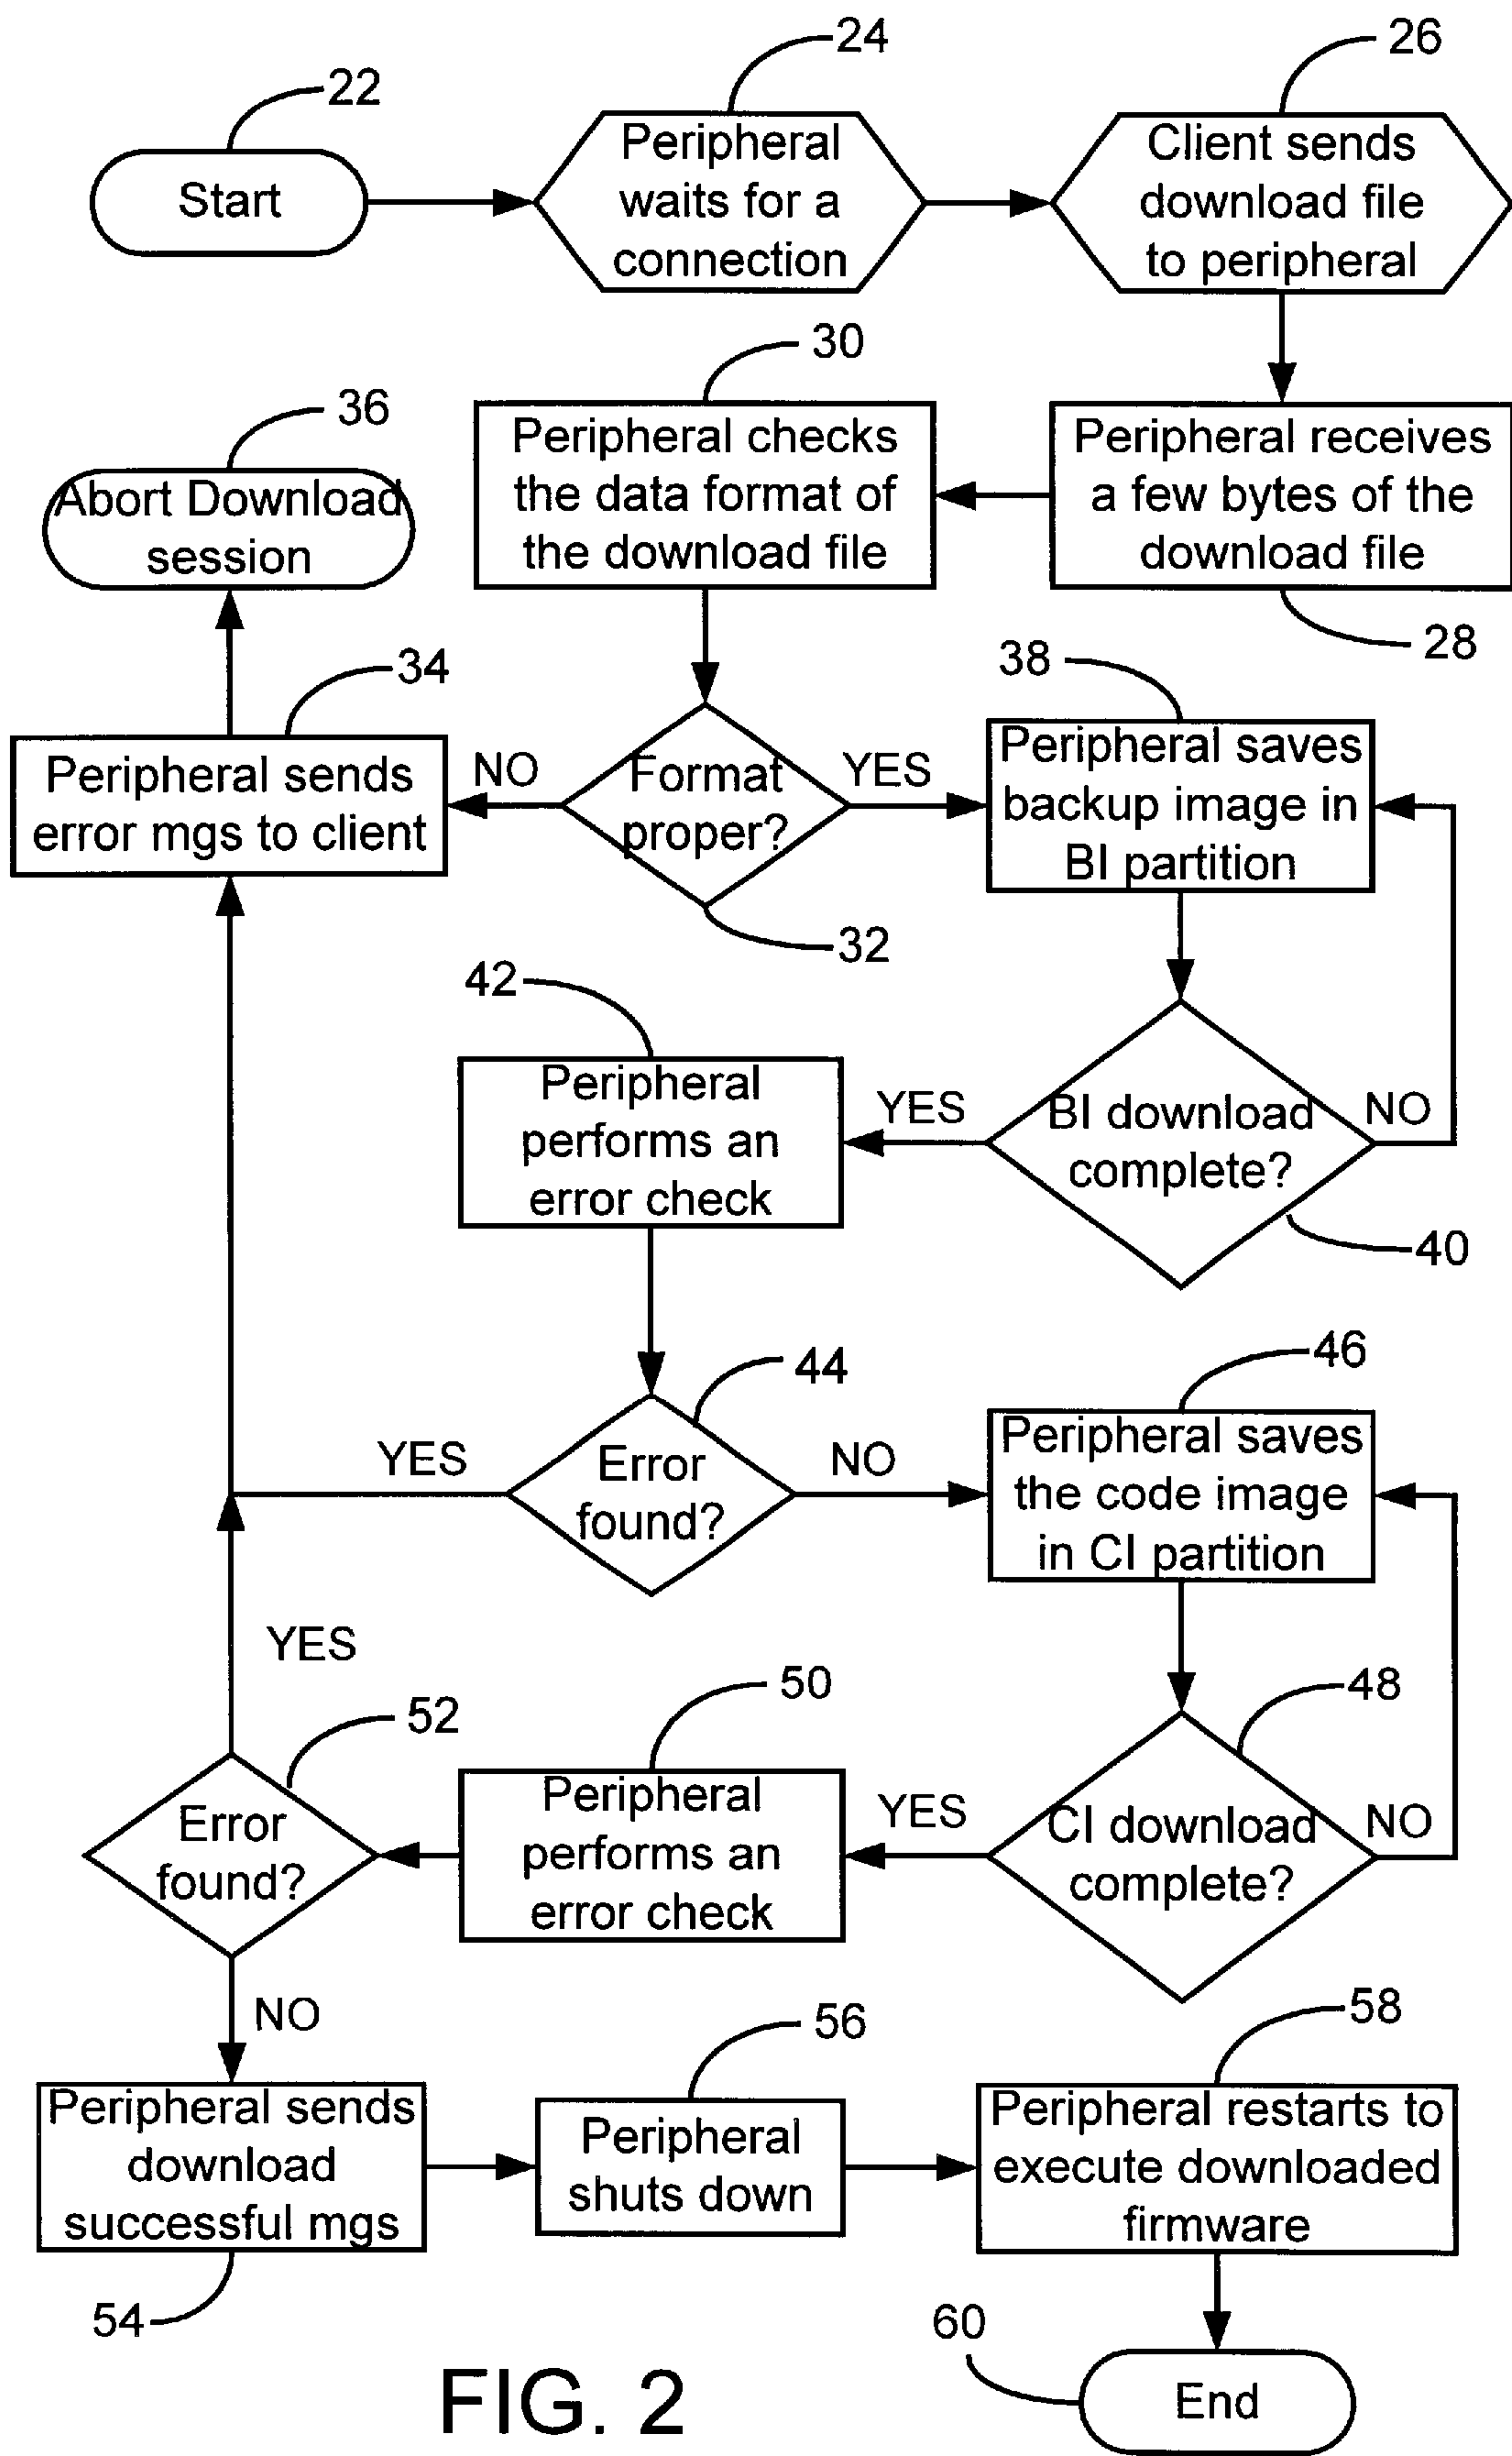 22
24
26
Start
Peripheral
waits for a
connection
Client sends
download file
to peripheral
30
36
Peripheral checks
the data format of
the download file
Peripheral receives
a few bytes of the
download file
28
Abort Download
session
34
38
Peripheral sends
error mgs to client
NO
Format
proper?
YES
32
Peripheral saves
backup image in
BI partition
42
Peripheral
performs an
error check
YES
BI download
complete?
NO
40
44
46
YES
Error
found?
NO
Peripheral saves
the code image
in CI partition
YES
50
48
52
Error
found?
Peripheral
performs an
error check
YES
CI download
complete?
NO
NO
56
58
Peripheral sends
download
successful mgs
54
Peripheral
shuts down
Peripheral restarts to
execute downloaded
firmware
60
End
FIG. 2